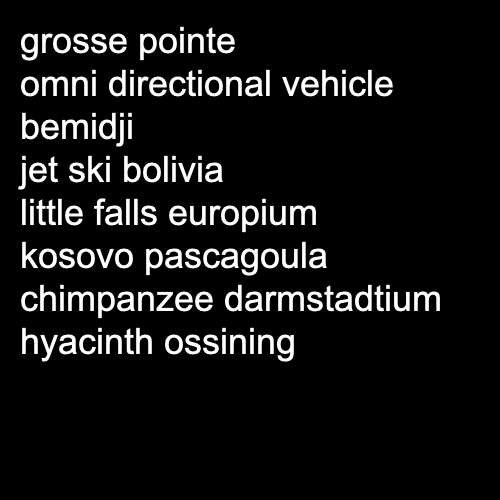 grosse pointe
omni directional vehicle
bemidji
jet ski bolivia
little falls europium
kosovo pascagoula
chimpanzee darmstadtium
hyacinth ossining